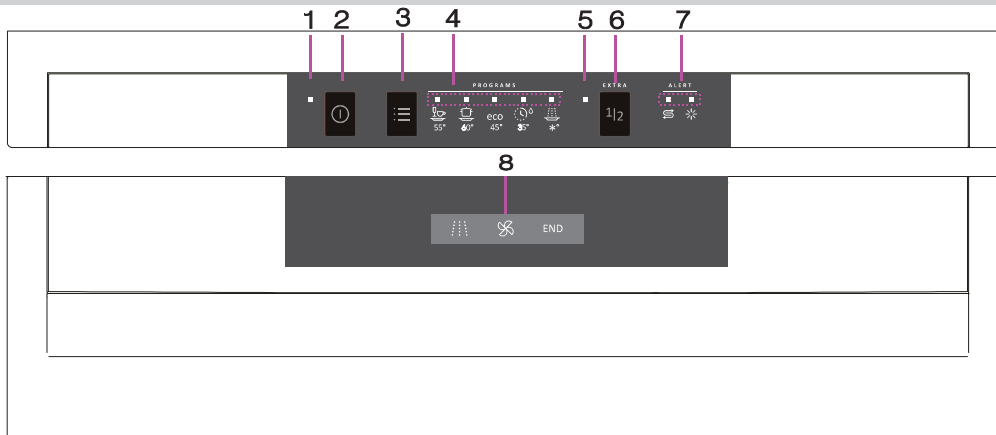 1 2 3 4 5 6 7
PROGRAMS EXTRA ALERT
eco 1|2
55° 60° 45° 35° *°
8
END